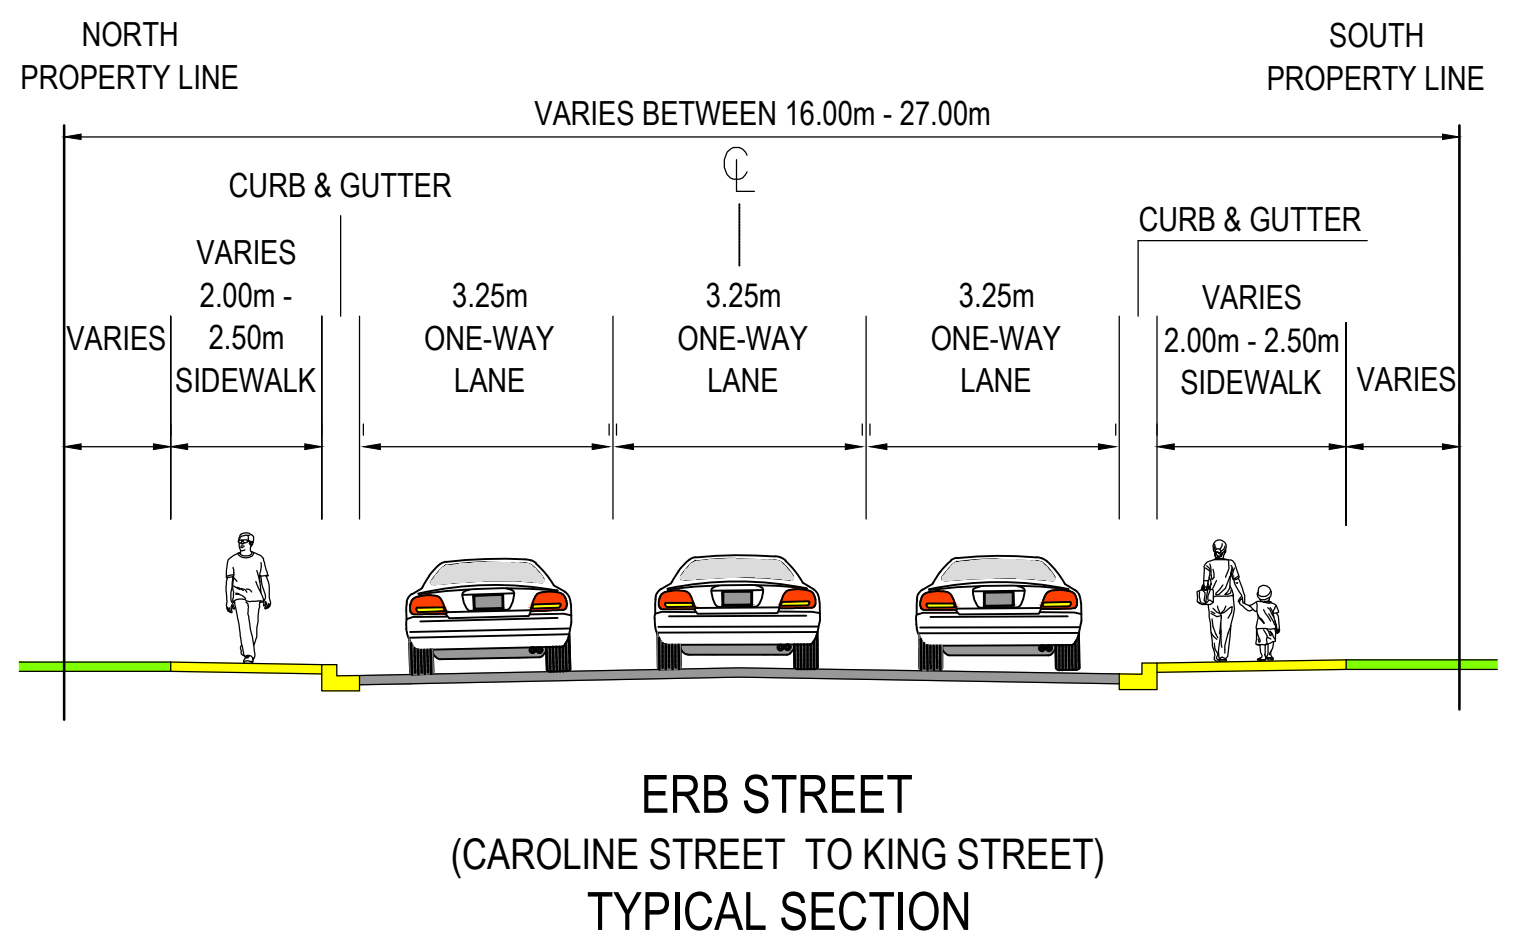 NORTH
PROPERTY LINE
SOUTH
PROPERTY LINE
VARIES BETWEEN 16.00m - 27.00m
℄
CURB & GUTTER
CURB & GUTTER
VARIES
VARIES
2.00m -
2.50m
SIDEWALK
3.25m
ONE-WAY
LANE
3.25m
ONE-WAY
LANE
3.25m
ONE-WAY
LANE
VARIES
2.00m - 2.50m
SIDEWALK
VARIES
ERB STREET
(CAROLINE STREET TO KING STREET)
TYPICAL SECTION